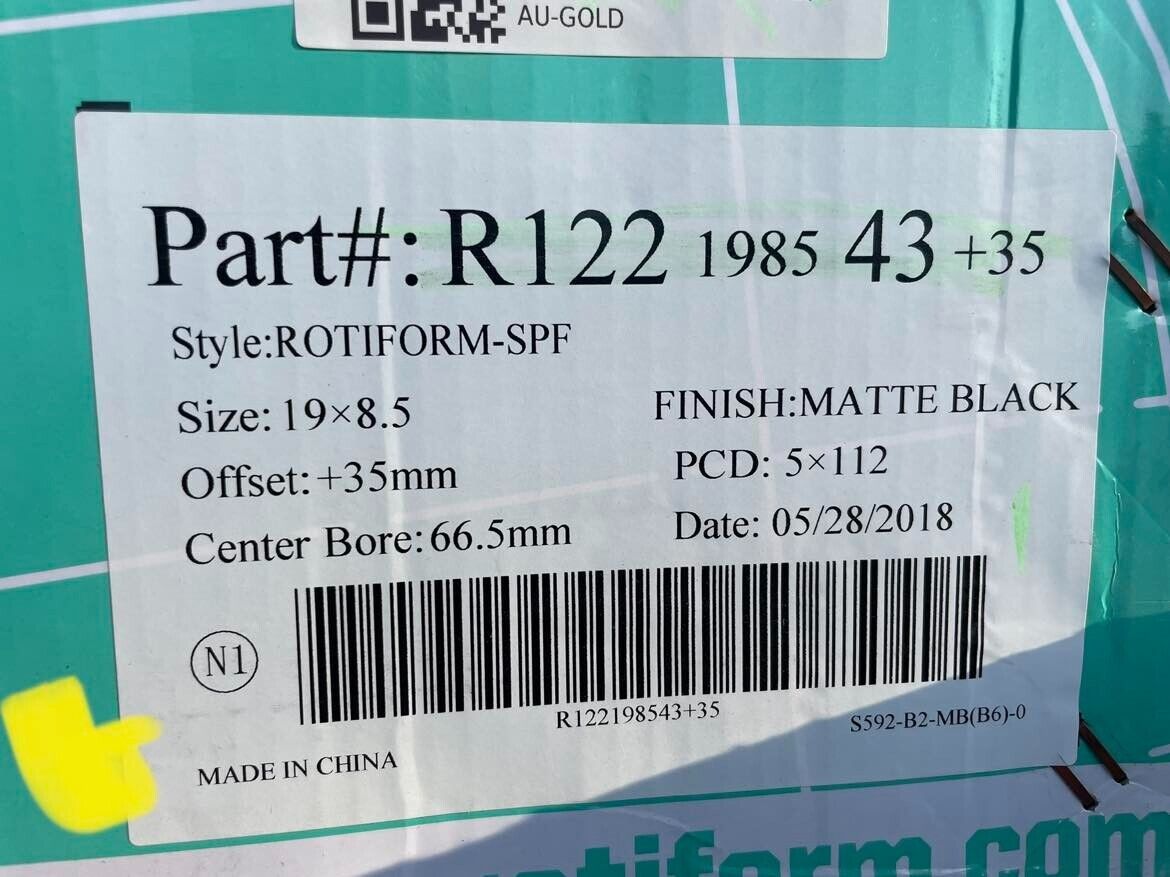 AU-GOLD
Part#: R122 1985 43 +35
Style:ROTIFORM-SPF
Size: 19×8.5
FINISH:MATTE BLACK
Offset: +35mm
PCD: 5×112
Center Bore: 66.5mm
Date: 05/28/2018
N1
R122198543+35
S592-B2-MB(B6)-0
MADE IN CHINA
rotiform.com